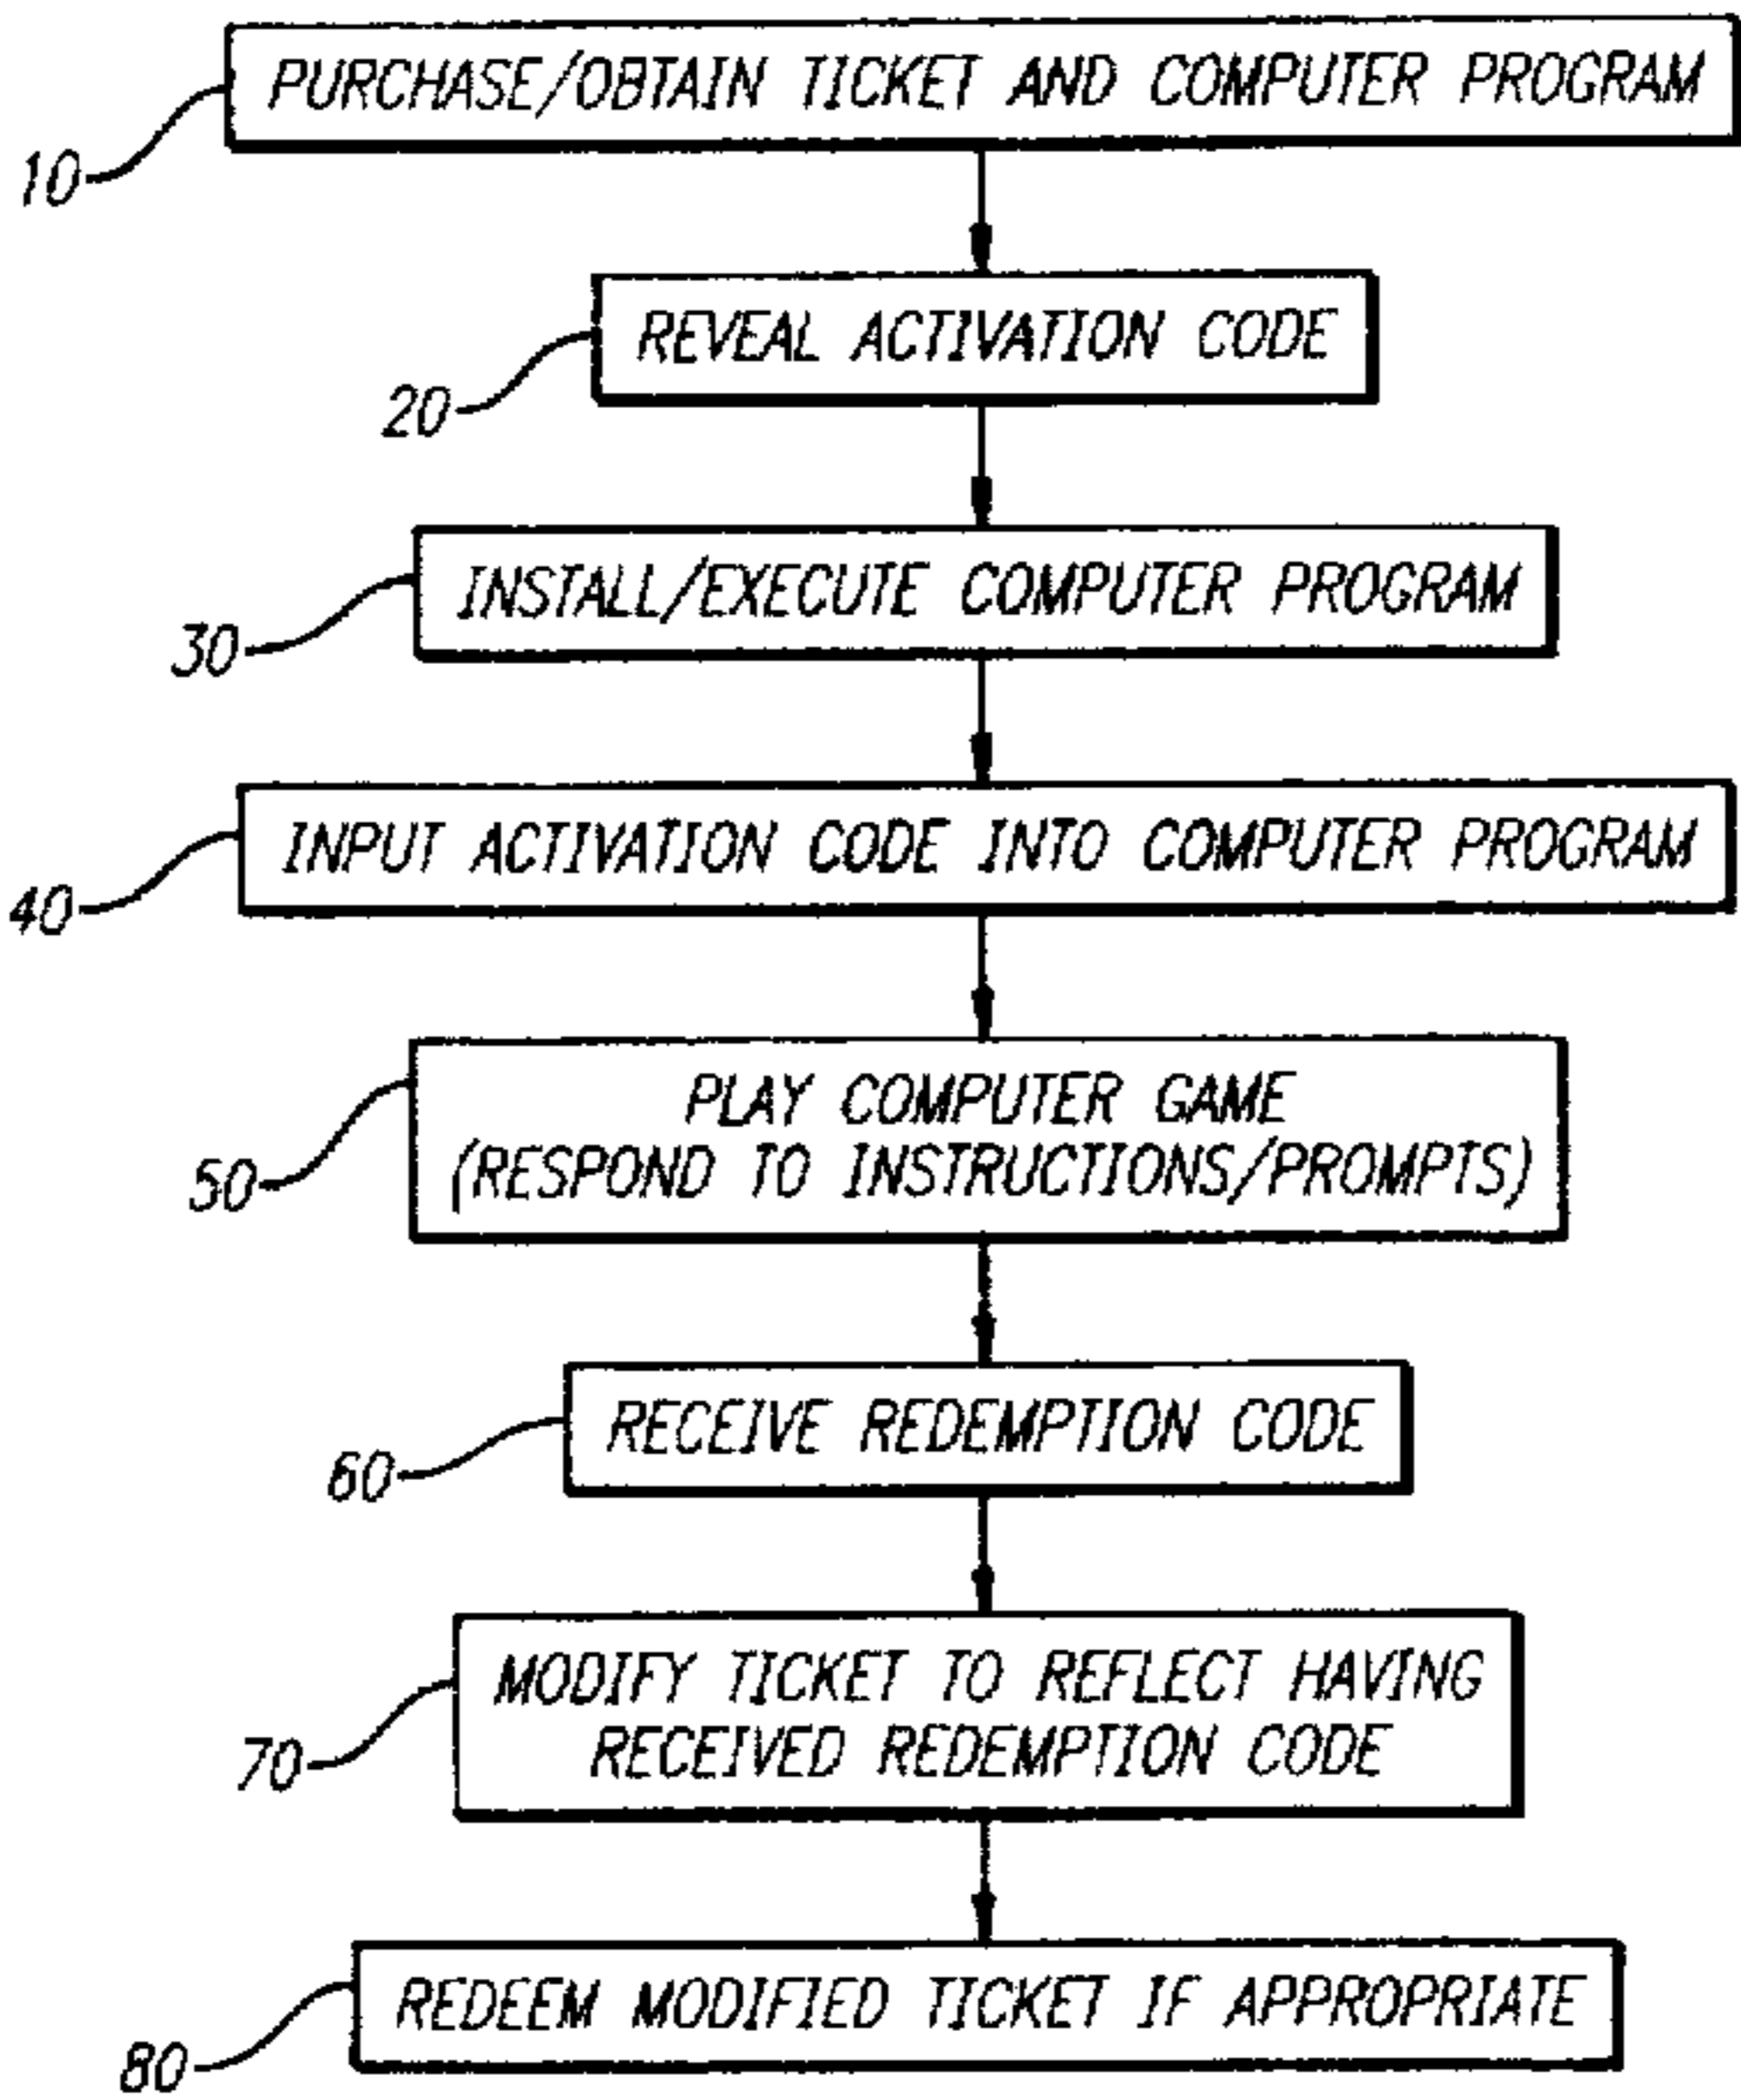 PURCHASE/OBTAIN TICKET AND COMPUTER PROGRAM
10
REVEAL ACTIVATION CODE
20
INSTALL/EXECUTE COMPUTER PROGRAM
30
INPUT ACTIVATION CODE INTO COMPUTER PROGRAM
40
PLAY COMPUTER GAME
(RESPOND TO INSTRUCTIONS/PROMPTS)
50
RECEIVE REDEMPTION CODE
60
MODIFY TICKET TO REFLECT HAVING
RECEIVED REDEMPTION CODE
70
REDEEM MODIFIED TICKET IF APPROPRIATE
80